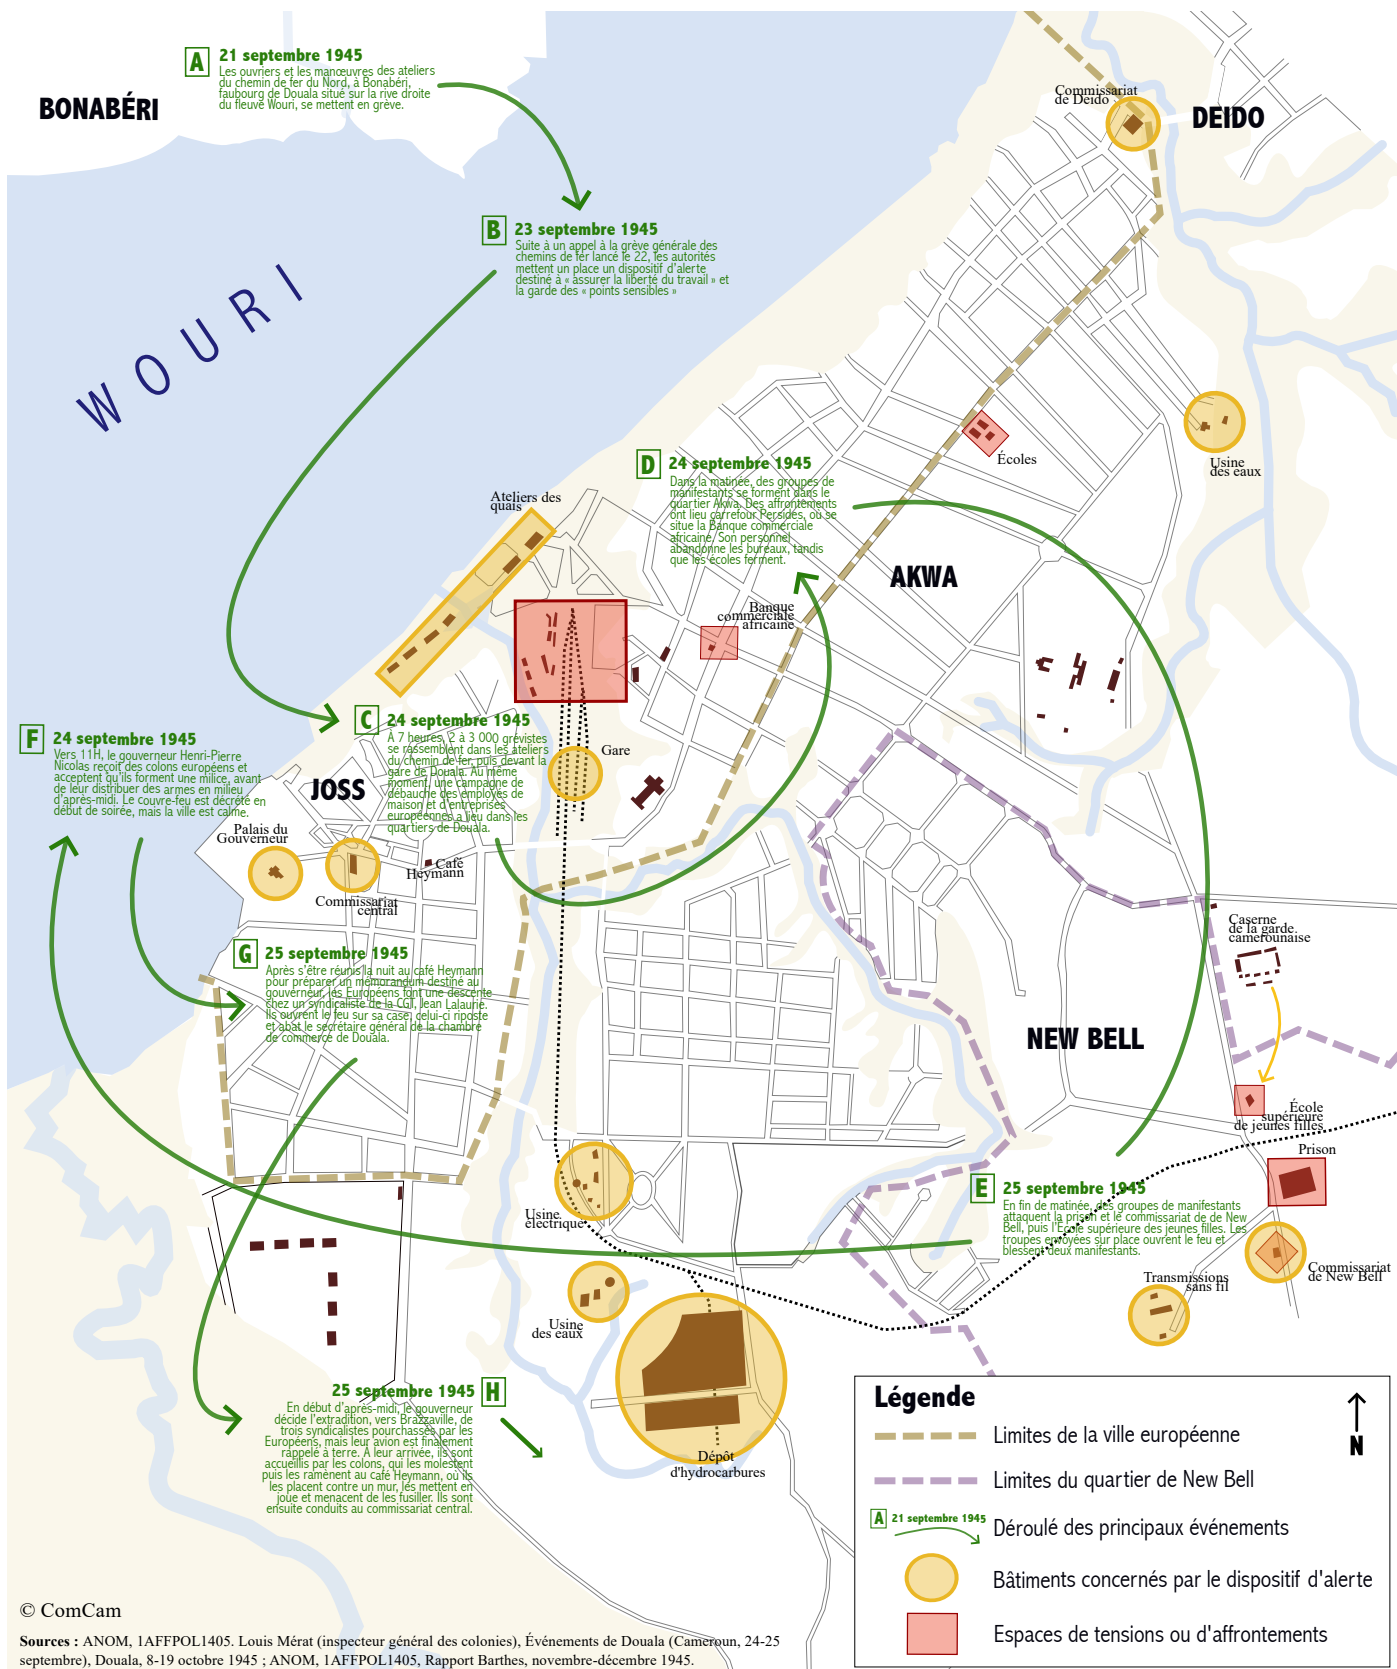 A 21 septembre 1945
Les ouvriers et les manœuvres des ateliers
du chemin de fer du Nord, à Bonabéri,
faubourg de Douala situé sur la rive droite
du fleuve Wouri, se mettent en grève.
BONABÉRI
Commissariat
de Deido
DEIDO
B 23 septembre 1945
Suite à un appel à la grève générale des
chemins de fer lancé le 22, les autorités
mettent un place un dispositif d'alerte
destiné à « assurer la liberté du travail » et
la garde des « points sensibles »
WOURI
Écoles
Usine
des eaux
D 24 septembre 1945
Dans la matinée, des groupes de
manifestants se forment dans le
quartier Akwa. Des affrontements
ont lieu carrefour Persidès, où se
situe la Banque commerciale
africaine. Son personnel
abandonne les bureaux, tandis
que les écoles ferment.
Ateliers des
quais
AKWA
Banque
commerciale
africaine
C 24 septembre 1945
À 7 heures, 2 à 3 000 grévistes
se rassemblent dans les ateliers
du chemin de fer, puis devant la
gare de Douala. Au même
moment, une campagne de
débauche des employés de
maison et d'entreprises
européennes a lieu dans les
quartiers de Douala.
Gare
F 24 septembre 1945
Vers 11H, le gouverneur Henri-Pierre
Nicolas reçoit des colons européens et
acceptent qu'ils forment une milice, avant
de leur distribuer des armes en milieu
d'après-midi. Le couvre-feu est décrété en
début de soirée, mais la ville est calme.
JOSS
Palais du
Gouverneur
Café
Heymann
Commissariat
central
Caserne
de la garde.
camerounaise
G 25 septembre 1945
Après s'être réunis la nuit au café Heymann
pour préparer un mémorandum destiné au
gouverneur, les Européens font une descente
chez un syndicaliste de la CGT, Jean Lalaurie.
Ils ouvrent le feu sur sa case, celui-ci riposte
et abat le secrétaire général de la chambre
de commerce de Douala.
NEW BELL
École
supérieure
de jeunes filles
Prison
E 25 septembre 1945
En fin de matinée, des groupes de manifestants
attaquent la prison et le commissariat de de New
Bell, puis l'École supérieure des jeunes filles. Les
troupes envoyées sur place ouvrent le feu et
blessent deux manifestants.
Usine
électrique
Commissariat
de New Bell
Transmissions
sans fil
Usine
des eaux
25 septembre 1945 H
En début d'après-midi, le gouverneur
décide l'extradition, vers Brazzaville, de
trois syndicalistes pourchassés par les
Européens, mais leur avion est finalement
rappelé à terre. À leur arrivée, ils sont
accueillis par les colons, qui les molestent
puis les ramènent au café Heymann, où ils
les placent contre un mur, les mettent en
joue et menacent de les fusiller. Ils sont
ensuite conduits au commissariat central.
Dépôt
d'hydrocarbures
Légende
N
Limites de la ville européenne
Limites du quartier de New Bell
A 21 septembre 1945
Déroulé des principaux événements
Bâtiments concernés par le dispositif d'alerte
Espaces de tensions ou d'affrontements
© ComCam
Sources : ANOM, 1AFFPOL1405. Louis Mérat (inspecteur général des colonies), Événements de Douala (Cameroun, 24-25
septembre), Douala, 8-19 octobre 1945 ; ANOM, 1AFFPOL1405, Rapport Barthes, novembre-décembre 1945.